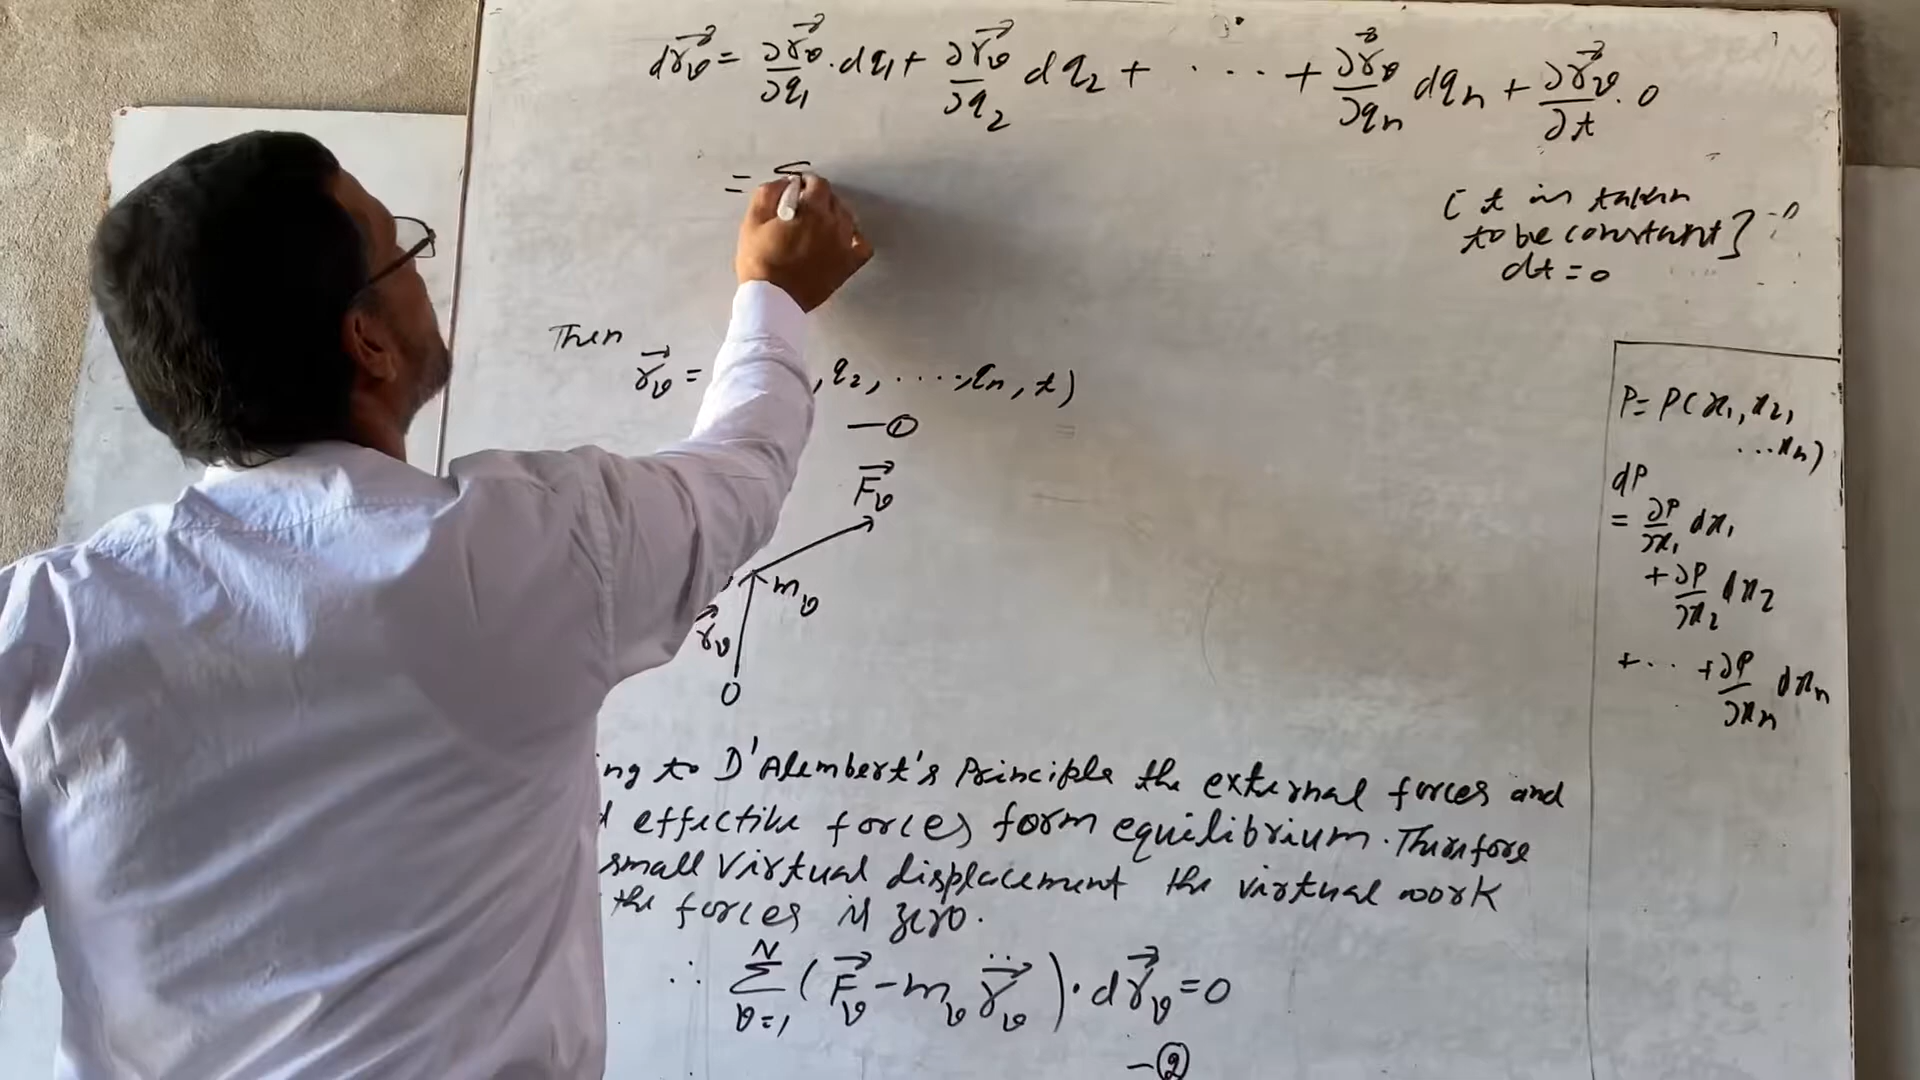 dr⃗ᵥ = ∂r⃗ᵥ/∂q₁ . dq₁ + ∂r⃗ᵥ/∂q₂ dq₂ + . . . . + ∂r⃗ᵥ/∂qₙ dqₙ + ∂r⃗ᵥ/∂t . 0
= Σ
[ t is taken
to be constant ]
dt = 0
Then
r⃗ᵥ = , q₂, . . . . , qₙ, t)
— ①
F⃗ᵥ
mᵥ
r⃗ᵥ
O
ng to D'Alembert's Principle the external forces and
d effective forces form equilibrium. Therefore
small virtual displacement the virtual work
the forces is zero.
∴ Σᵥ₌₁ᴺ ( F⃗ᵥ − mᵥ r̈⃗ᵥ ) . dr⃗ᵥ = 0
— ②
P = P(x₁, x₂,
... xₙ)
dP
= ∂P/∂x₁ dx₁
+ ∂P/∂x₂ dx₂
+ . . + ∂P/∂xₙ dxₙ